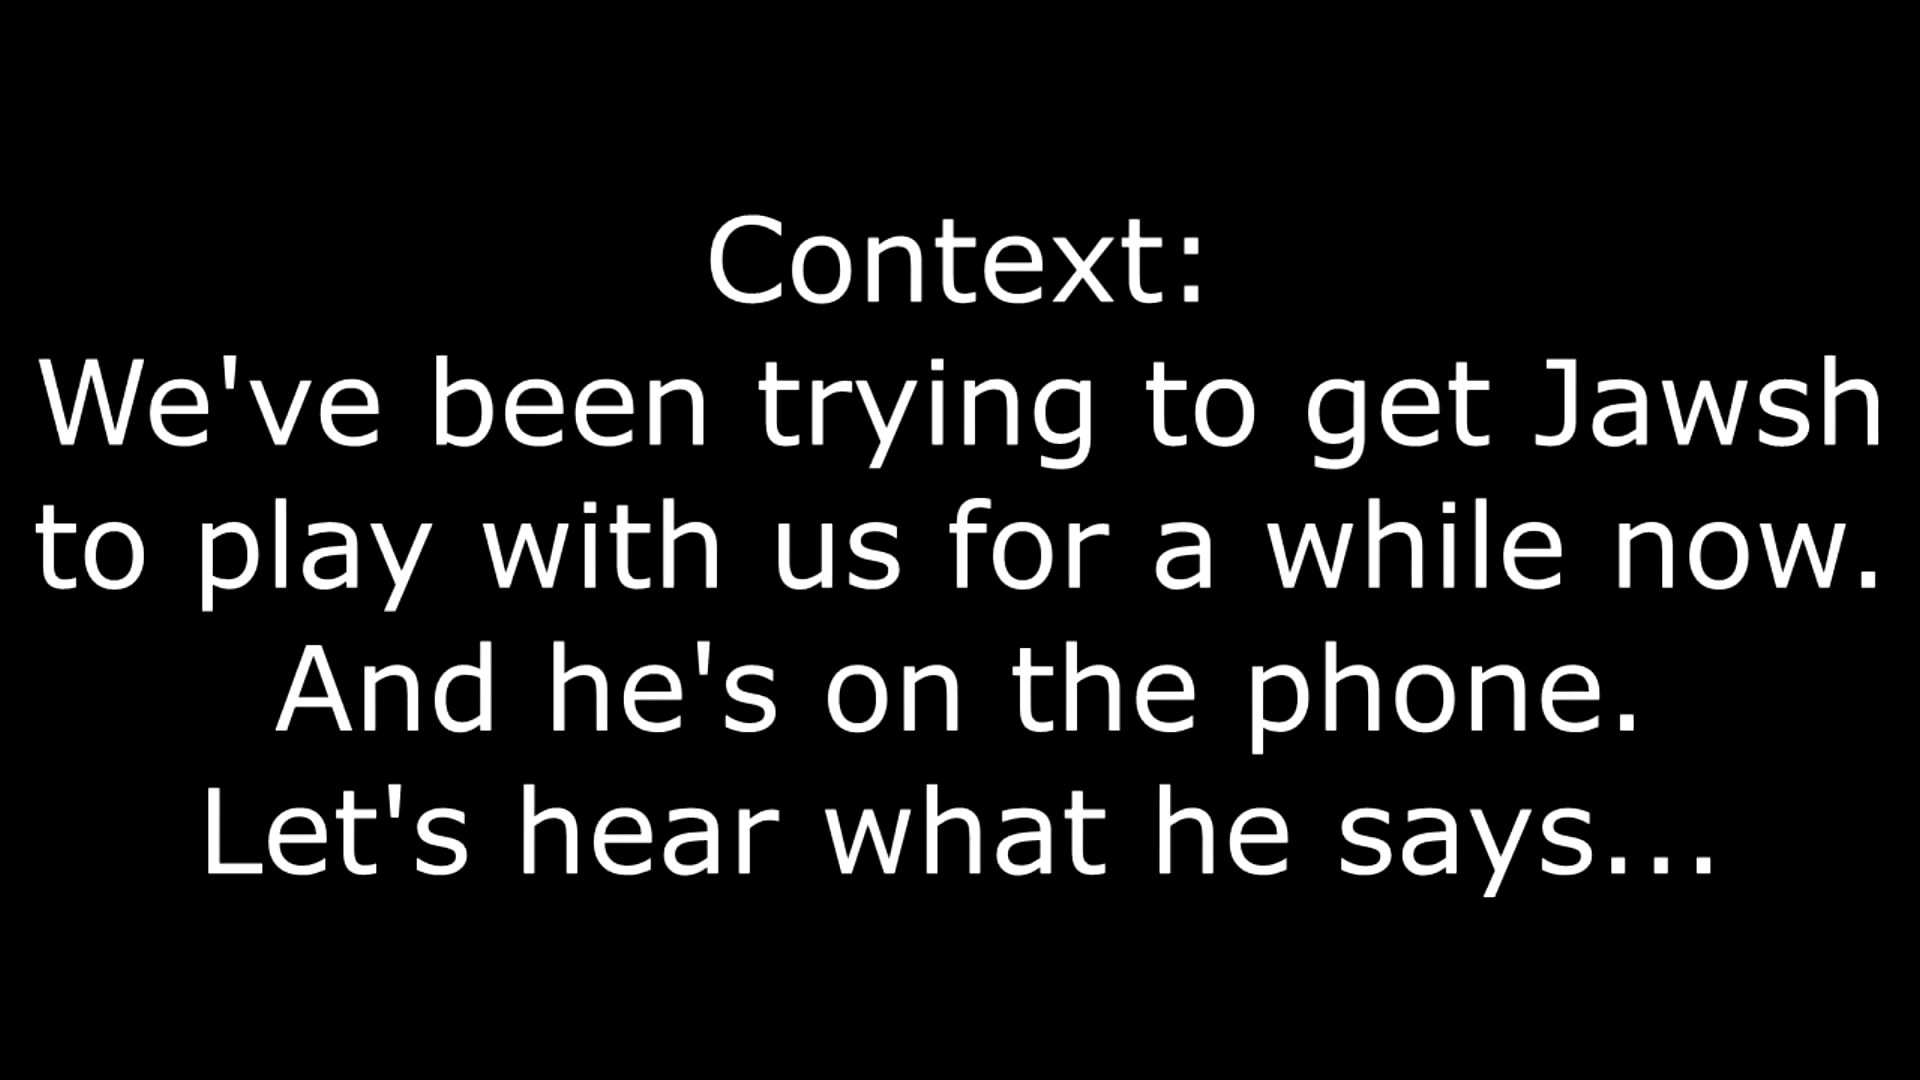 Context:
We've been trying to get Jawsh
to play with us for a while now.
And he's on the phone.
Let's hear what he says...